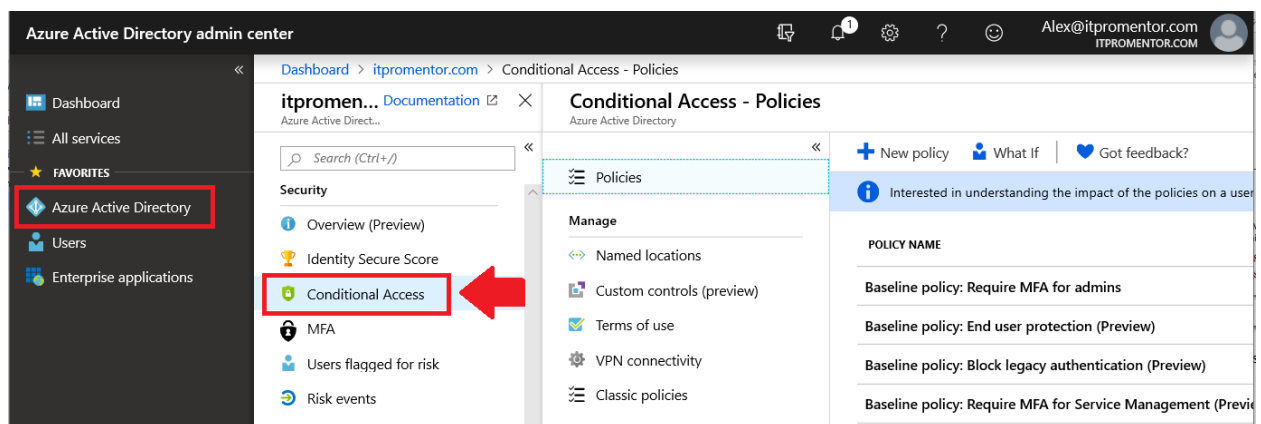 Azure Active Directory admin center
1
Alex@itpromentor.com
ITPROMENTOR.COM
«
Dashboard
All services
FAVORITES
Azure Active Directory
Users
Enterprise applications
Dashboard > itpromentor.com > Conditional Access - Policies
itpromen... Documentation
Azure Active Direct...
Search (Ctrl+/)
«
Security
Overview (Preview)
Identity Secure Score
Conditional Access
MFA
Users flagged for risk
Risk events
Conditional Access - Policies
Azure Active Directory
«
Policies
Manage
Named locations
Custom controls (preview)
Terms of use
VPN connectivity
Classic policies
New policy What If Got feedback?
Interested in understanding the impact of the policies on a user
POLICY NAME
Baseline policy: Require MFA for admins
Baseline policy: End user protection (Preview)
Baseline policy: Block legacy authentication (Preview)
Baseline policy: Require MFA for Service Management